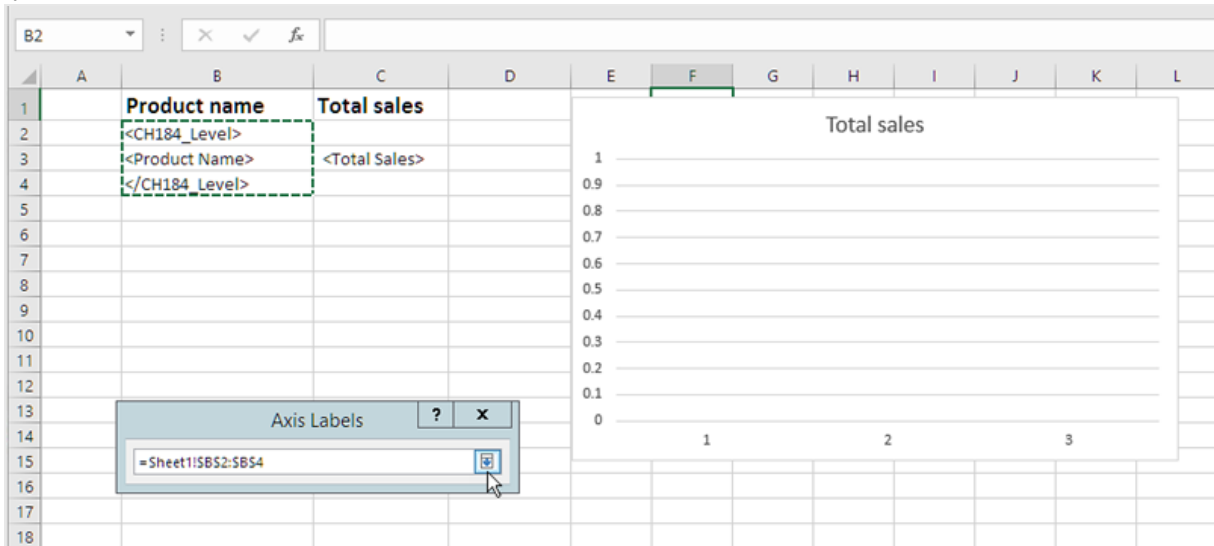 B2 fx
A B C D E F G H I J K L
1 Product name Total sales
2 <CH184_Level>
3 <Product Name> <Total Sales>
4 </CH184_Level>
5
6
7
8
9
10
11
12
13
14
15
16
17
18
Total sales
1
0.9
0.8
0.7
0.6
0.5
0.4
0.3
0.2
0.1
0
1 2 3
Axis Labels ? x
=Sheet1!$B$2:$B$4